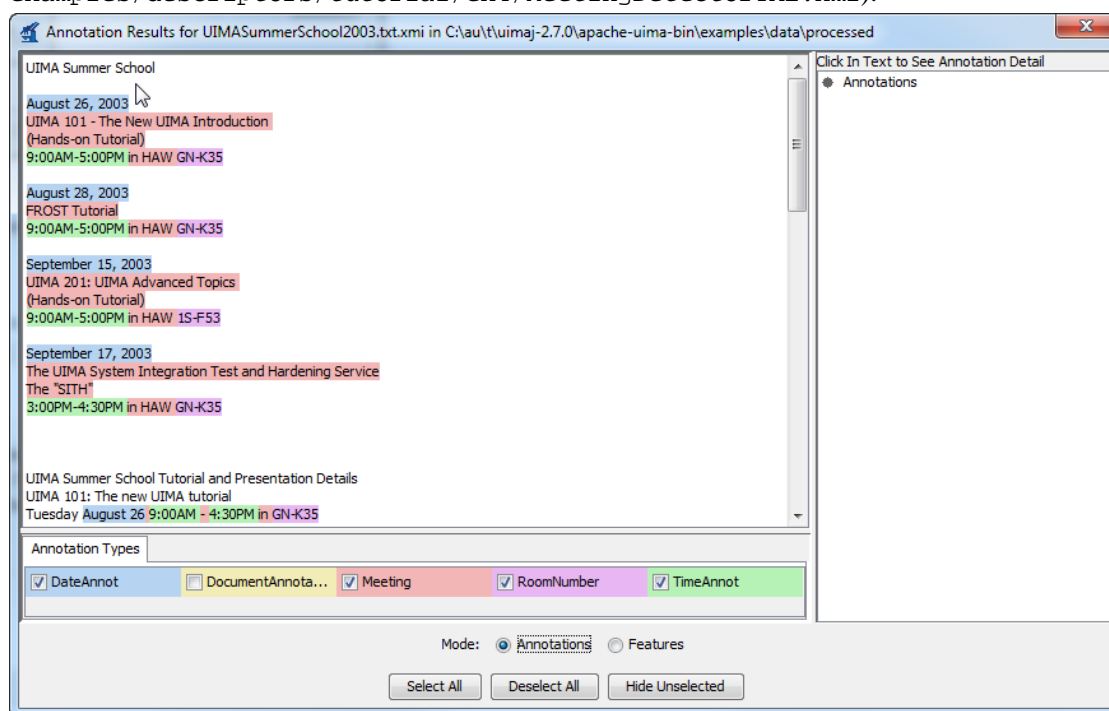 examples/descriptors/tutorial/ex6/MeetingDetectorTAE.xml).
Annotation Results for UIMASummerSchool2003.txt.xmi in C:\au\t\uimaj-2.7.0\apache-uima-bin\examples\data\processed
UIMA Summer School
August 26, 2003
UIMA 101 - The New UIMA Introduction
(Hands-on Tutorial)
9:00AM-5:00PM in HAW GN-K35
August 28, 2003
FROST Tutorial
9:00AM-5:00PM in HAW GN-K35
September 15, 2003
UIMA 201: UIMA Advanced Topics
(Hands-on Tutorial)
9:00AM-5:00PM in HAW 1S-F53
September 17, 2003
The UIMA System Integration Test and Hardening Service
The "SITH"
3:00PM-4:30PM in HAW GN-K35
UIMA Summer School Tutorial and Presentation Details
UIMA 101: The new UIMA tutorial
Tuesday August 26 9:00AM - 4:30PM in GN-K35
Click In Text to See Annotation Detail
Annotations
Annotation Types
DateAnnot DocumentAnnota... Meeting RoomNumber TimeAnnot
Mode: Annotations Features
Select All Deselect All Hide Unselected